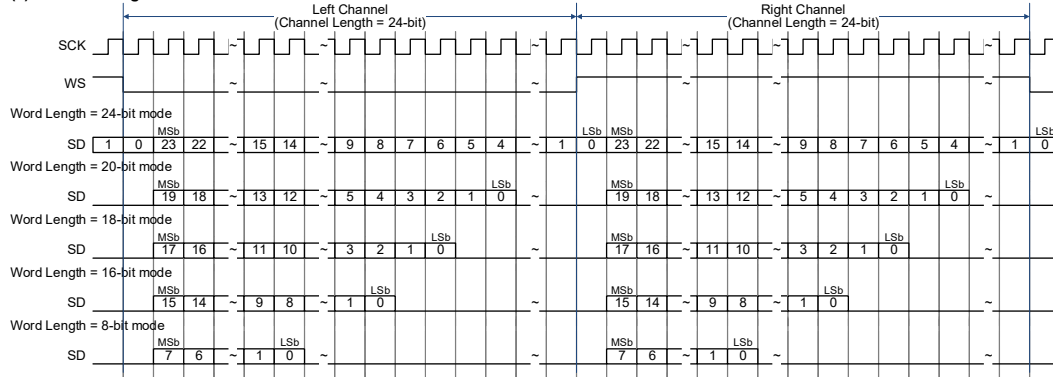 Left Channel Right Channel
(Channel Length = 24-bit) (Channel Length = 24-bit)
SCK ~ ~ ~ ~ ~ ~
WS ~ ~ ~ ~ ~ ~
Word Length = 24-bit mode
MSb LSb MSb LSb
SD 1 0 23 22 ~ 15 14 ~ 9 8 7 6 5 4 ~ 1 0 23 22 ~ 15 14 ~ 9 8 7 6 5 4 ~ 1 0
Word Length = 20-bit mode
MSb LSb MSb LSb
SD 19 18 ~ 13 12 ~ 5 4 3 2 1 0 ~ 19 18 ~ 13 12 ~ 5 4 3 2 1 0 ~
Word Length = 18-bit mode
MSb LSb MSb LSb
SD 17 16 ~ 11 10 ~ 3 2 1 0 ~ 17 16 ~ 11 10 ~ 3 2 1 0 ~
Word Length = 16-bit mode
MSb LSb MSb LSb
SD 15 14 ~ 9 8 ~ 1 0 ~ 15 14 ~ 9 8 ~ 1 0 ~
Word Length = 8-bit mode
MSb LSb MSb LSb
SD 7 6 ~ 1 0 ~ ~ 7 6 ~ 1 0 ~ ~